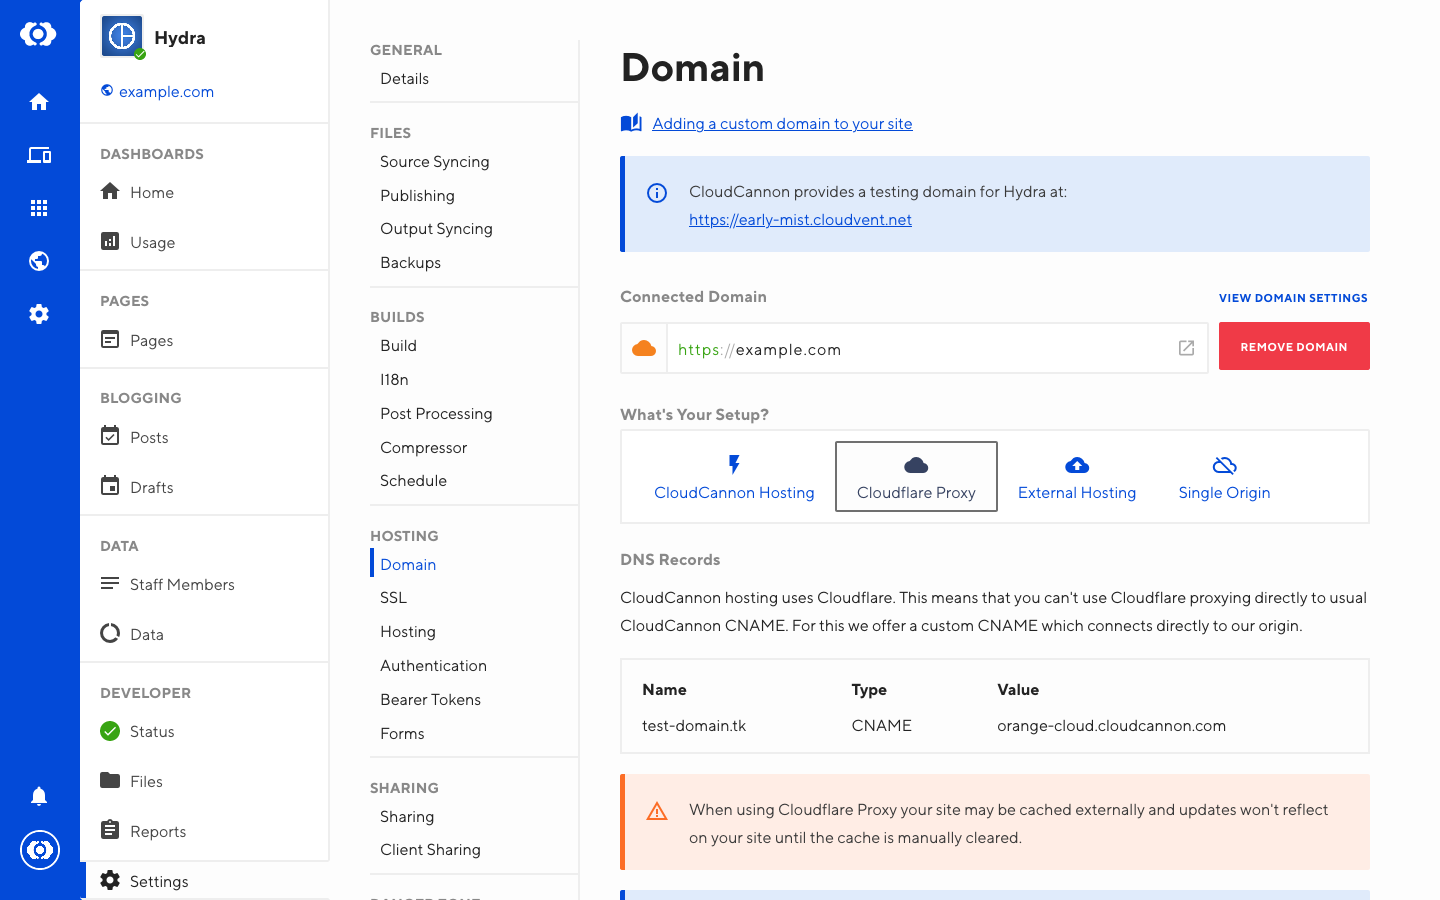 Hydra
example.com
DASHBOARDS
Home
Usage
PAGES
Pages
BLOGGING
Posts
Drafts
DATA
Staff Members
Data
DEVELOPER
Status
Files
Reports
Settings
GENERAL
Details
FILES
Source Syncing
Publishing
Output Syncing
Backups
BUILDS
Build
I18n
Post Processing
Compressor
Schedule
HOSTING
Domain
SSL
Hosting
Authentication
Bearer Tokens
Forms
SHARING
Sharing
Client Sharing
DANGER ZONE
Domain
Adding a custom domain to your site
CloudCannon provides a testing domain for Hydra at:
https://early-mist.cloudvent.net
Connected Domain
VIEW DOMAIN SETTINGS
https://example.com
REMOVE DOMAIN
What's Your Setup?
CloudCannon Hosting
Cloudflare Proxy
External Hosting
Single Origin
DNS Records
CloudCannon hosting uses Cloudflare. This means that you can't use Cloudflare proxying directly to usual
CloudCannon CNAME. For this we offer a custom CNAME which connects directly to our origin.
Name Type Value
test-domain.tk CNAME orange-cloud.cloudcannon.com
When using Cloudflare Proxy your site may be cached externally and updates won't reflect
on your site until the cache is manually cleared.